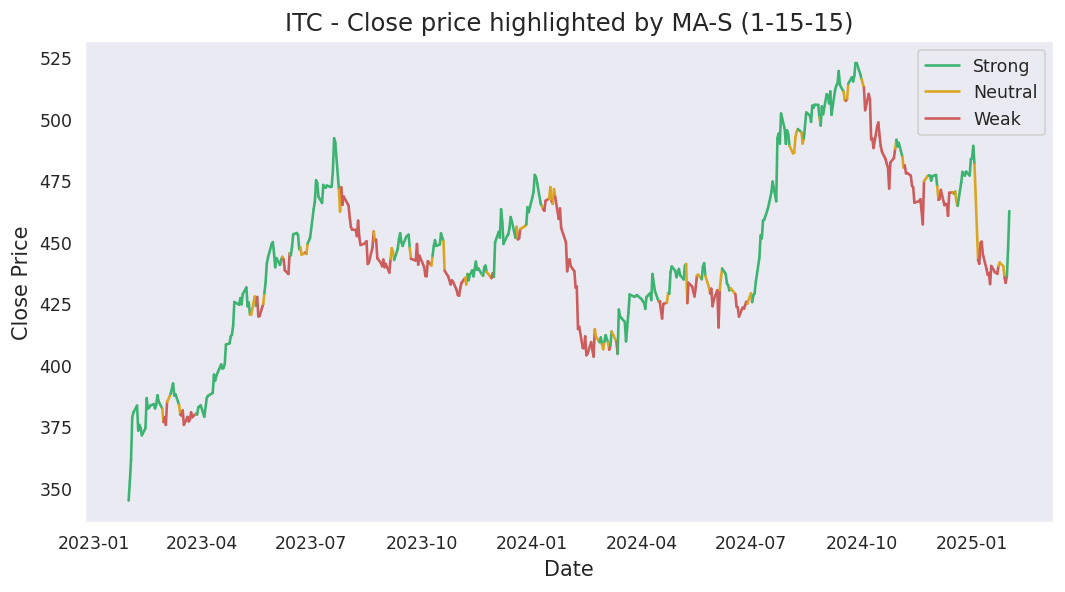 ITC - Close price highlighted by MA-S (1-15-15)
Strong
Neutral
Weak
Close Price
525
500
475
450
425
400
375
350
2023-01 2023-04 2023-07 2023-10 2024-01 2024-04 2024-07 2024-10 2025-01
Date